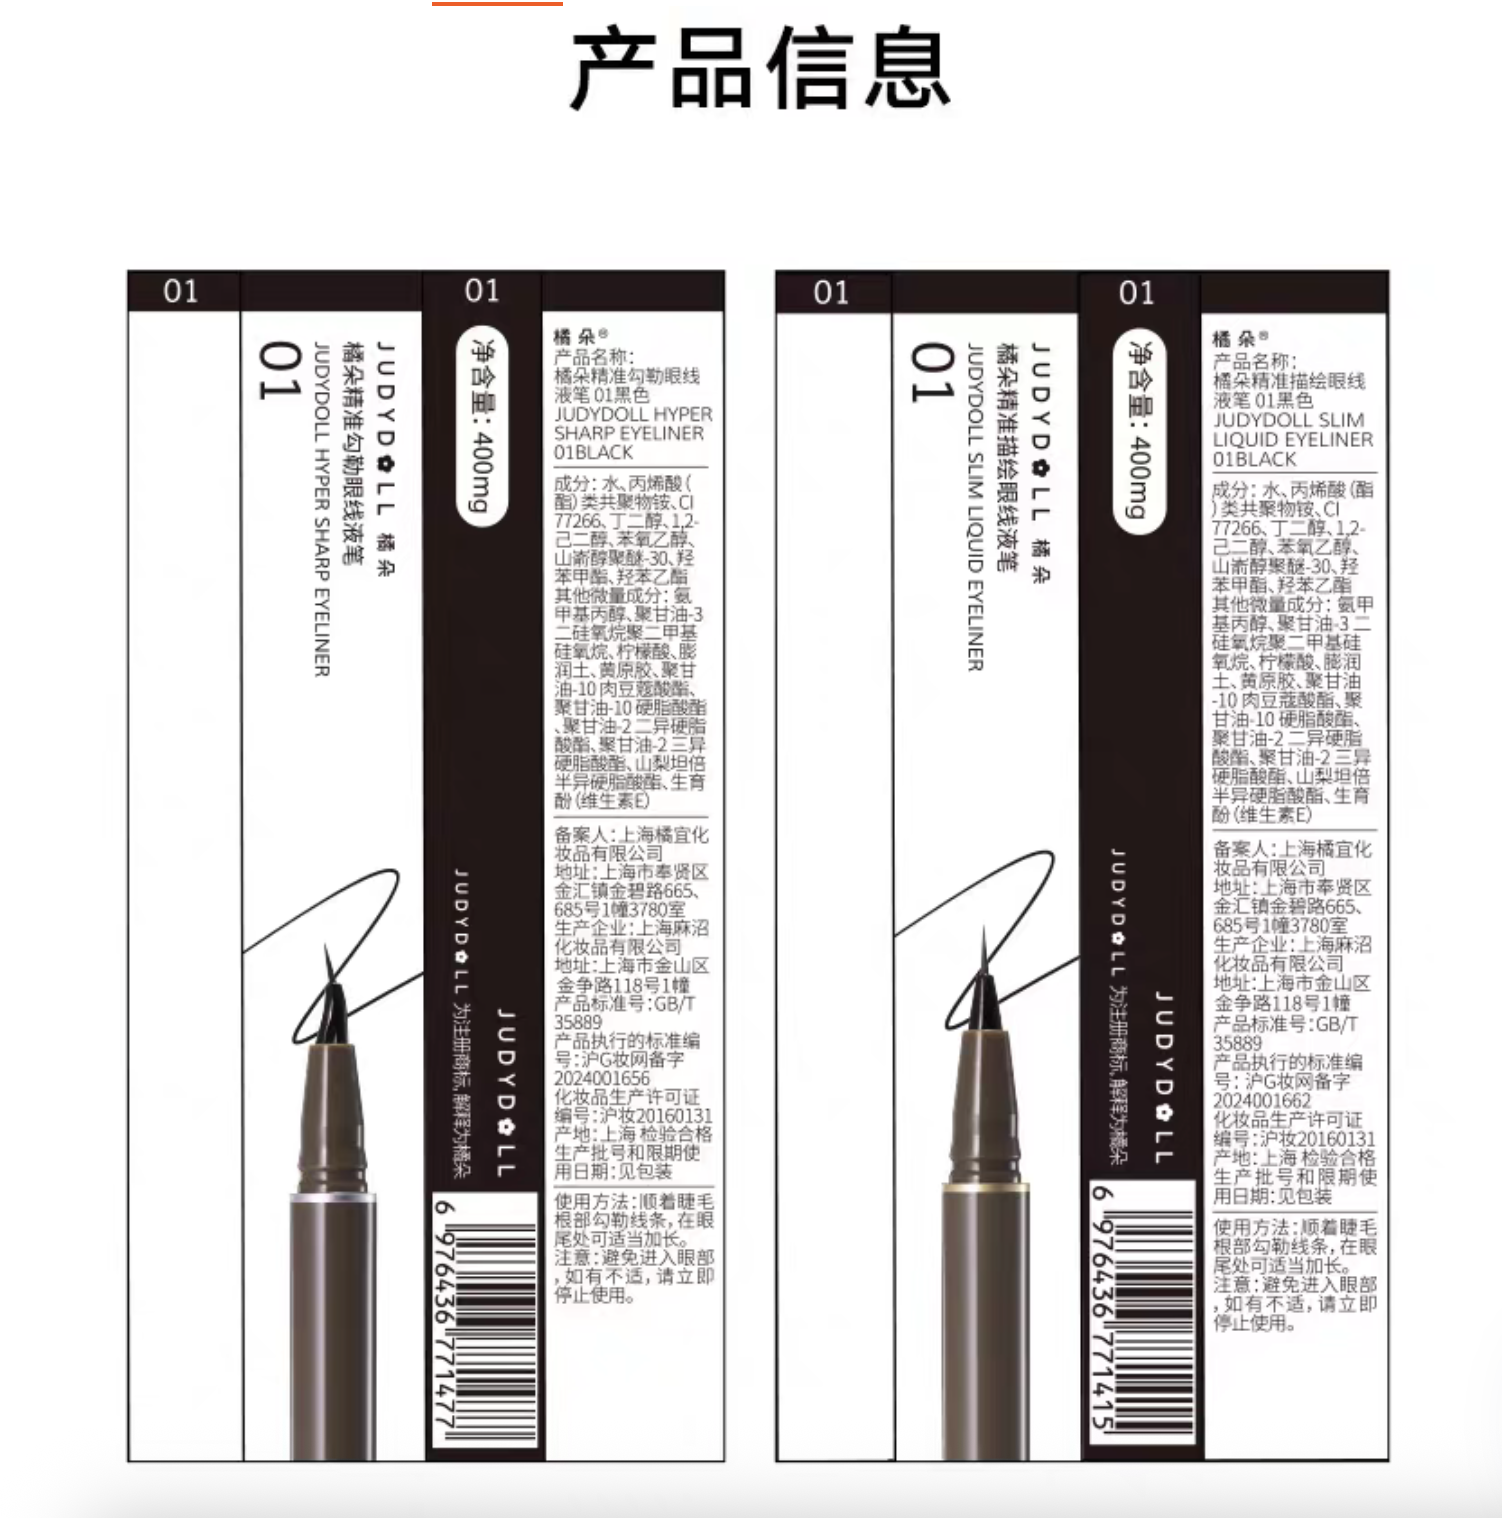 产品信息
01
01
JUDYDOLL 橘朵
橘朵精准勾勒眼线液笔
JUDYDOLL HYPER SHARP EYELINER
01
净含量：400mg
JUDYDOLL
JUDYDOLL 为注册商标，解释为橘朵
6 976436 771477
橘朵®
产品名称：
橘朵精准勾勒眼线
液笔 01黑色
JUDYDOLL HYPER
SHARP EYELINER
01BLACK
成分：水、丙烯酸（
酯）类共聚物铵、CI
77266、丁二醇、1,2-
己二醇、苯氧乙醇、
山嵛醇聚醚-30、羟
苯甲酯、羟苯乙酯
其他微量成分：氨
甲基丙醇、聚甘油-3
二硅氧烷聚二甲基
硅氧烷、柠檬酸、膨
润土、黄原胶、聚甘
油-10 肉豆蔻酸酯、
聚甘油-10 硬脂酸酯
、聚甘油-2 二异硬脂
酸酯、聚甘油-2 三异
硬脂酸酯、山梨坦倍
半异硬脂酸酯、生育
酚（维生素E）
备案人：上海橘宜化
妆品有限公司
地址：上海市奉贤区
金汇镇金碧路665、
685号1幢3780室
生产企业：上海麻沼
化妆品有限公司
地址：上海市金山区
金争路118号1幢
产品标准号：GB/T
35889
产品执行的标准编
号：沪G妆网备字
2024001656
化妆品生产许可证
编号：沪妆20160131
产地：上海 检验合格
生产批号和限期使
用日期：见包装
使用方法：顺着睫毛
根部勾勒线条，在眼
尾处可适当加长。
注意：避免进入眼部
，如有不适，请立即
停止使用。
01
01
JUDYDOLL 橘朵
橘朵精准描绘眼线液笔
JUDYDOLL SLIM LIQUID EYELINER
01
净含量：400mg
JUDYDOLL
JUDYDOLL 为注册商标，解释为橘朵
6 976436 771415
橘朵®
产品名称：
橘朵精准描绘眼线
液笔 01黑色
JUDYDOLL SLIM
LIQUID EYELINER
01BLACK
成分：水、丙烯酸（酯
）类共聚物铵、CI
77266、丁二醇、1,2-
己二醇、苯氧乙醇、
山嵛醇聚醚-30、羟
苯甲酯、羟苯乙酯
其他微量成分：氨甲
基丙醇、聚甘油-3 二
硅氧烷聚二甲基硅
氧烷、柠檬酸、膨润
土、黄原胶、聚甘油
-10 肉豆蔻酸酯、聚
甘油-10 硬脂酸酯、
聚甘油-2 二异硬脂
酸酯、聚甘油-2 三异
硬脂酸酯、山梨坦倍
半异硬脂酸酯、生育
酚（维生素E）
备案人：上海橘宜化
妆品有限公司
地址：上海市奉贤区
金汇镇金碧路665、
685号1幢3780室
生产企业：上海麻沼
化妆品有限公司
地址：上海市金山区
金争路118号1幢
产品标准号：GB/T
35889
产品执行的标准编
号：沪G妆网备字
2024001662
化妆品生产许可证
编号：沪妆20160131
产地：上海 检验合格
生产批号和限期使
用日期：见包装
使用方法：顺着睫毛
根部勾勒线条，在眼
尾处可适当加长。
注意：避免进入眼部
，如有不适，请立即
停止使用。